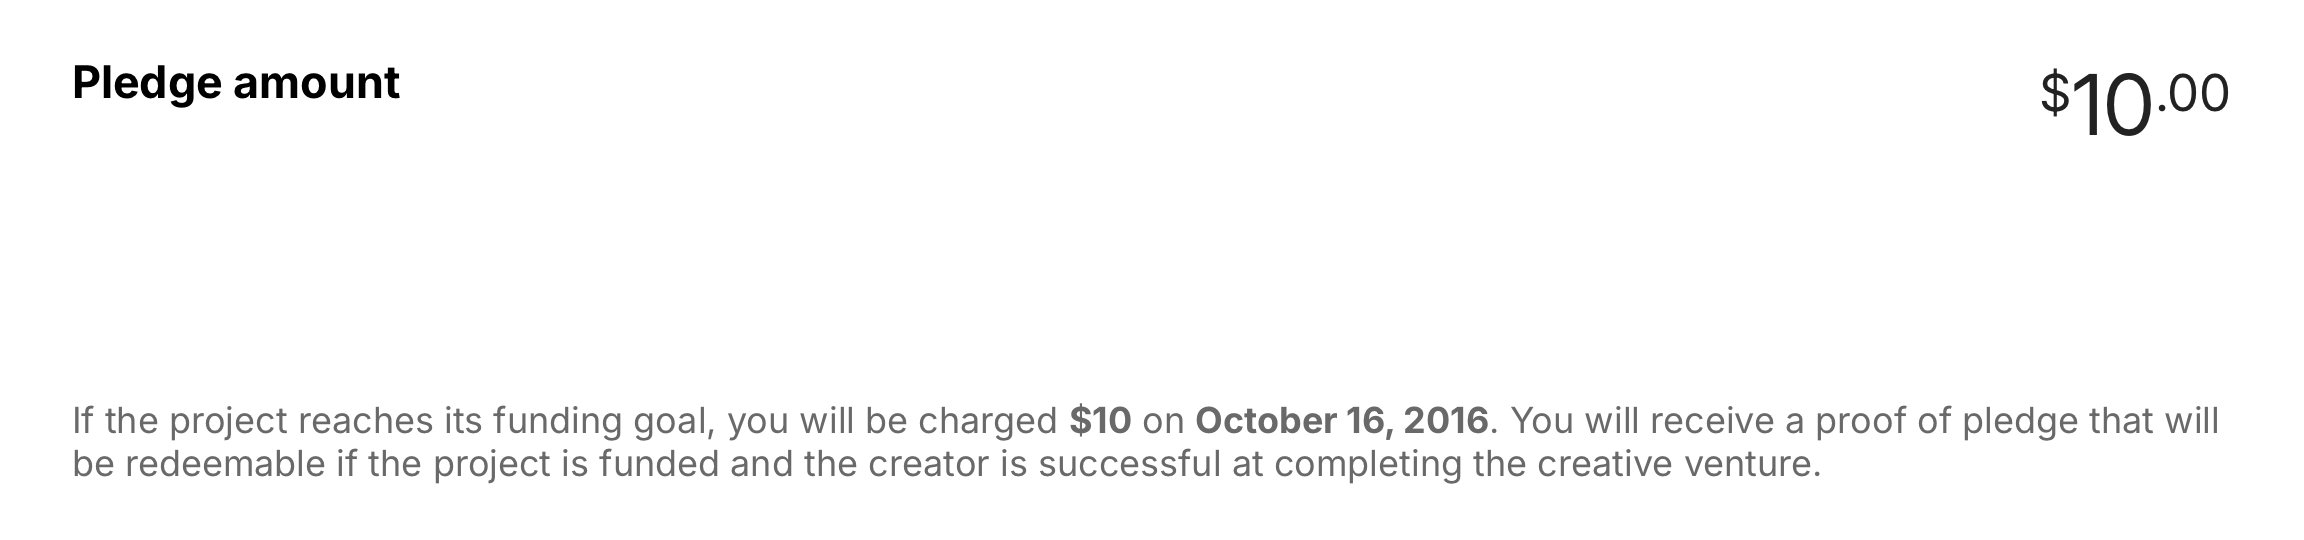 Pledge amount
$10.00
If the project reaches its funding goal, you will be charged $10 on October 16, 2016. You will receive a proof of pledge that will
be redeemable if the project is funded and the creator is successful at completing the creative venture.